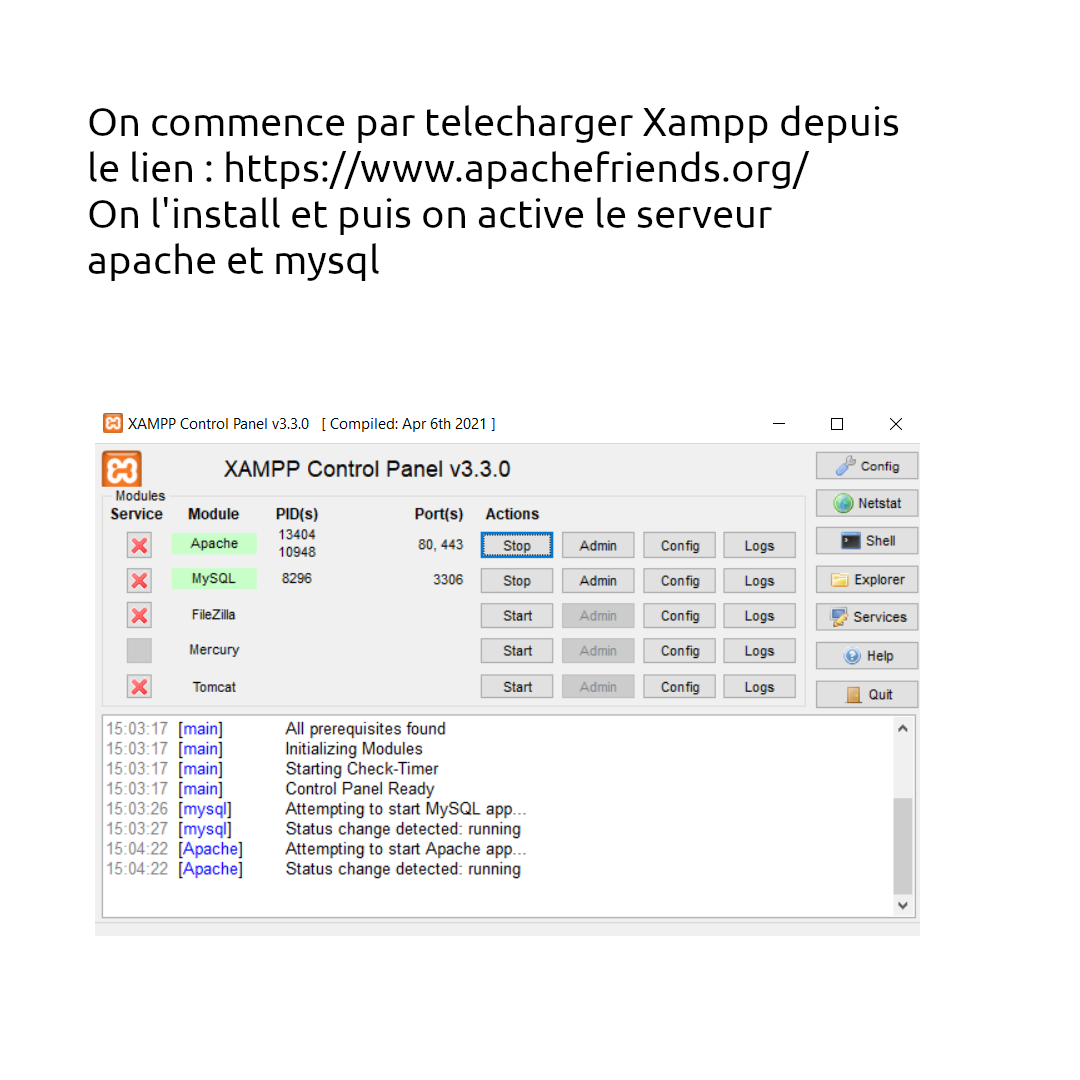 On commence par telecharger Xampp depuis
le lien : https://www.apachefriends.org/
On l'install et puis on active le serveur
apache et mysql
XAMPP Control Panel v3.3.0 [ Compiled: Apr 6th 2021 ]
XAMPP Control Panel v3.3.0
Config
Modules
Service Module PID(s) Port(s) Actions
Netstat
Apache 13404 10948 80, 443 Stop Admin Config Logs
Shell
MySQL 8296 3306 Stop Admin Config Logs
Explorer
FileZilla Start Admin Config Logs
Services
Mercury Start Admin Config Logs
Help
Tomcat Start Admin Config Logs
Quit
15:03:17 [main] All prerequisites found
15:03:17 [main] Initializing Modules
15:03:17 [main] Starting Check-Timer
15:03:17 [main] Control Panel Ready
15:03:26 [mysql] Attempting to start MySQL app...
15:03:27 [mysql] Status change detected: running
15:04:22 [Apache] Attempting to start Apache app...
15:04:22 [Apache] Status change detected: running